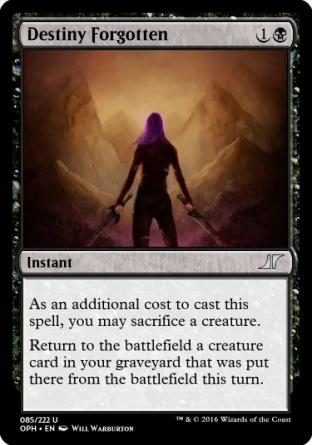 Destiny Forgotten 1
Instant
As an additional cost to cast this
spell, you may sacrifice a creature.
Return to the battlefield a creature
card in your graveyard that was put
there from the battlefield this turn.
085/222 U
OPH • EN Will Warburton
™ & © 2016 Wizards of the Coast